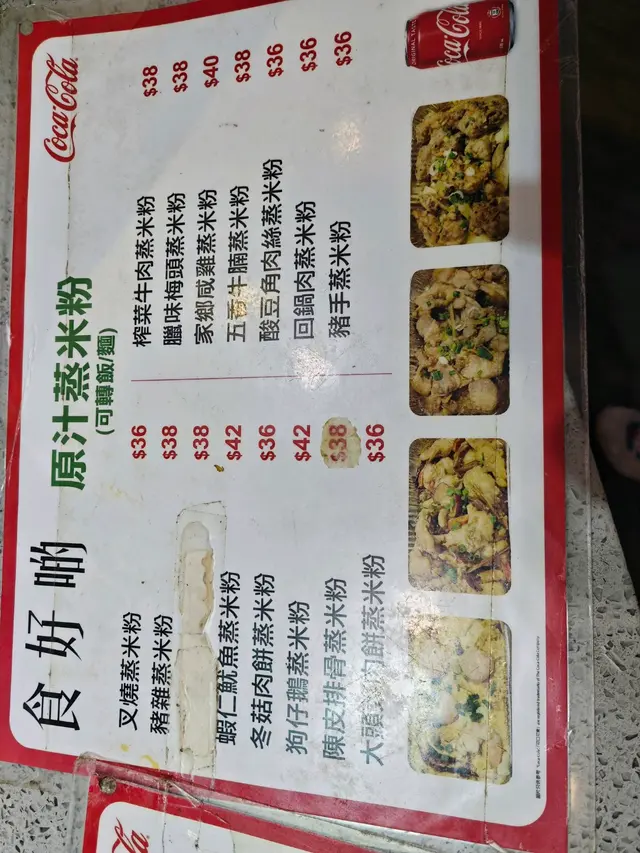 食好啲
原汁蒸米粉
(可轉飯/麵)
Coca-Cola
叉燒蒸米粉 $36
豬雜蒸米粉 $38
$38
蝦仁魷魚蒸米粉 $42
冬菇肉餅蒸米粉 $36
狗仔鵝蒸米粉 $42
陳皮排骨蒸米粉 $38
大頭菜肉餅蒸米粉 $36
榨菜牛肉蒸米粉 $38
臘味梅頭蒸米粉 $38
家鄉咸雞蒸米粉 $40
五香牛腩蒸米粉 $38
酸豆角肉絲蒸米粉 $36
回鍋肉蒸米粉 $36
豬手蒸米粉 $36
ORIGINAL TASTE
Coca-Cola